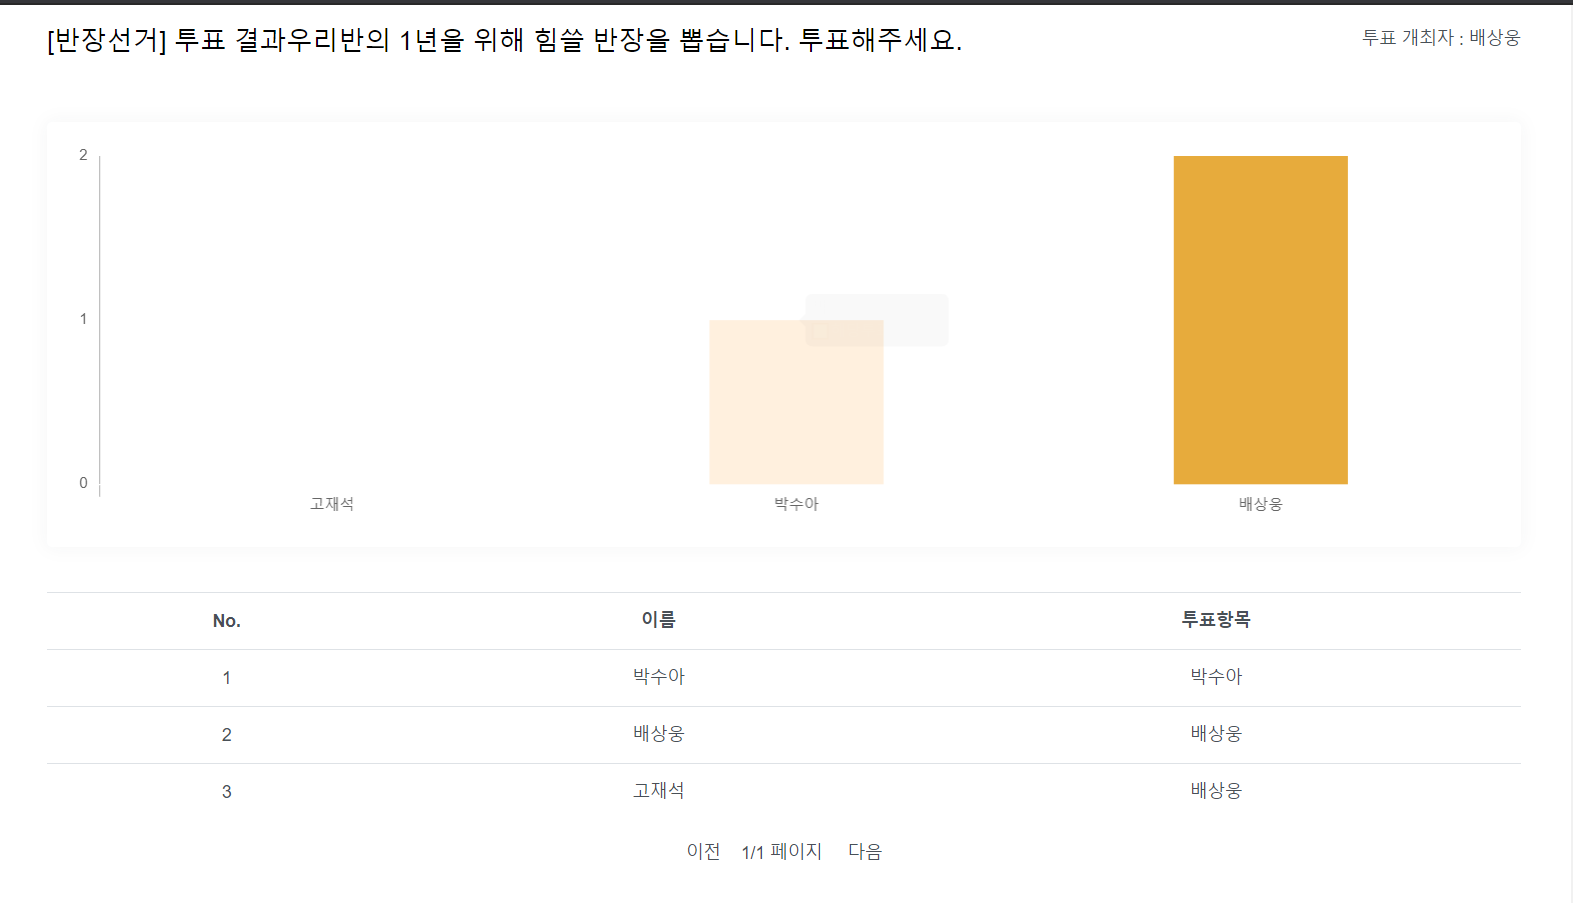 [반장선거] 투표 결과우리반의 1년을 위해 힘쓸 반장을 뽑습니다. 투표해주세요.
투표 개최자 : 배상웅
2
1
0
고재석 박수아 배상웅
No. 이름 투표항목
1 박수아 박수아
2 배상웅 배상웅
3 고재석 배상웅
이전 1/1 페이지 다음